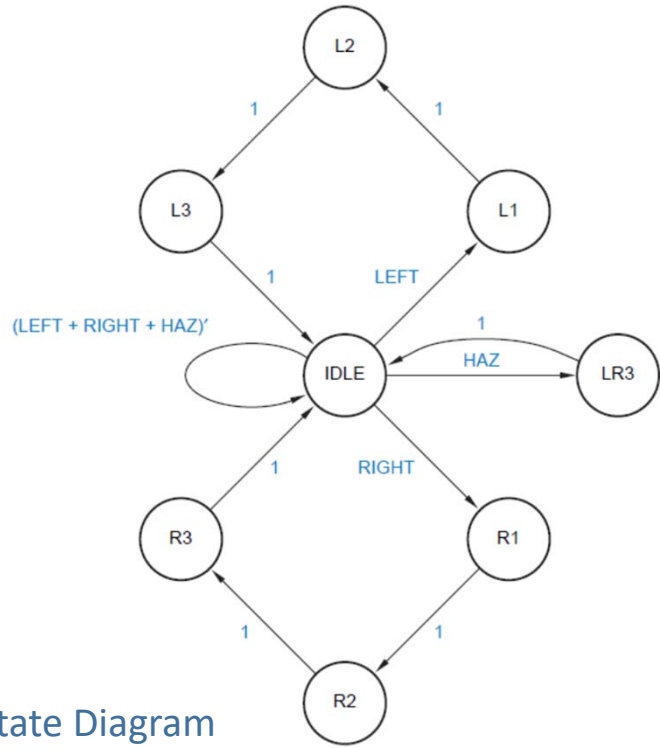 L2
1
1
L3
L1
1
LEFT
(LEFT + RIGHT + HAZ)′
1
IDLE
HAZ
LR3
1
RIGHT
R3
R1
1
1
R2
tate Diagram